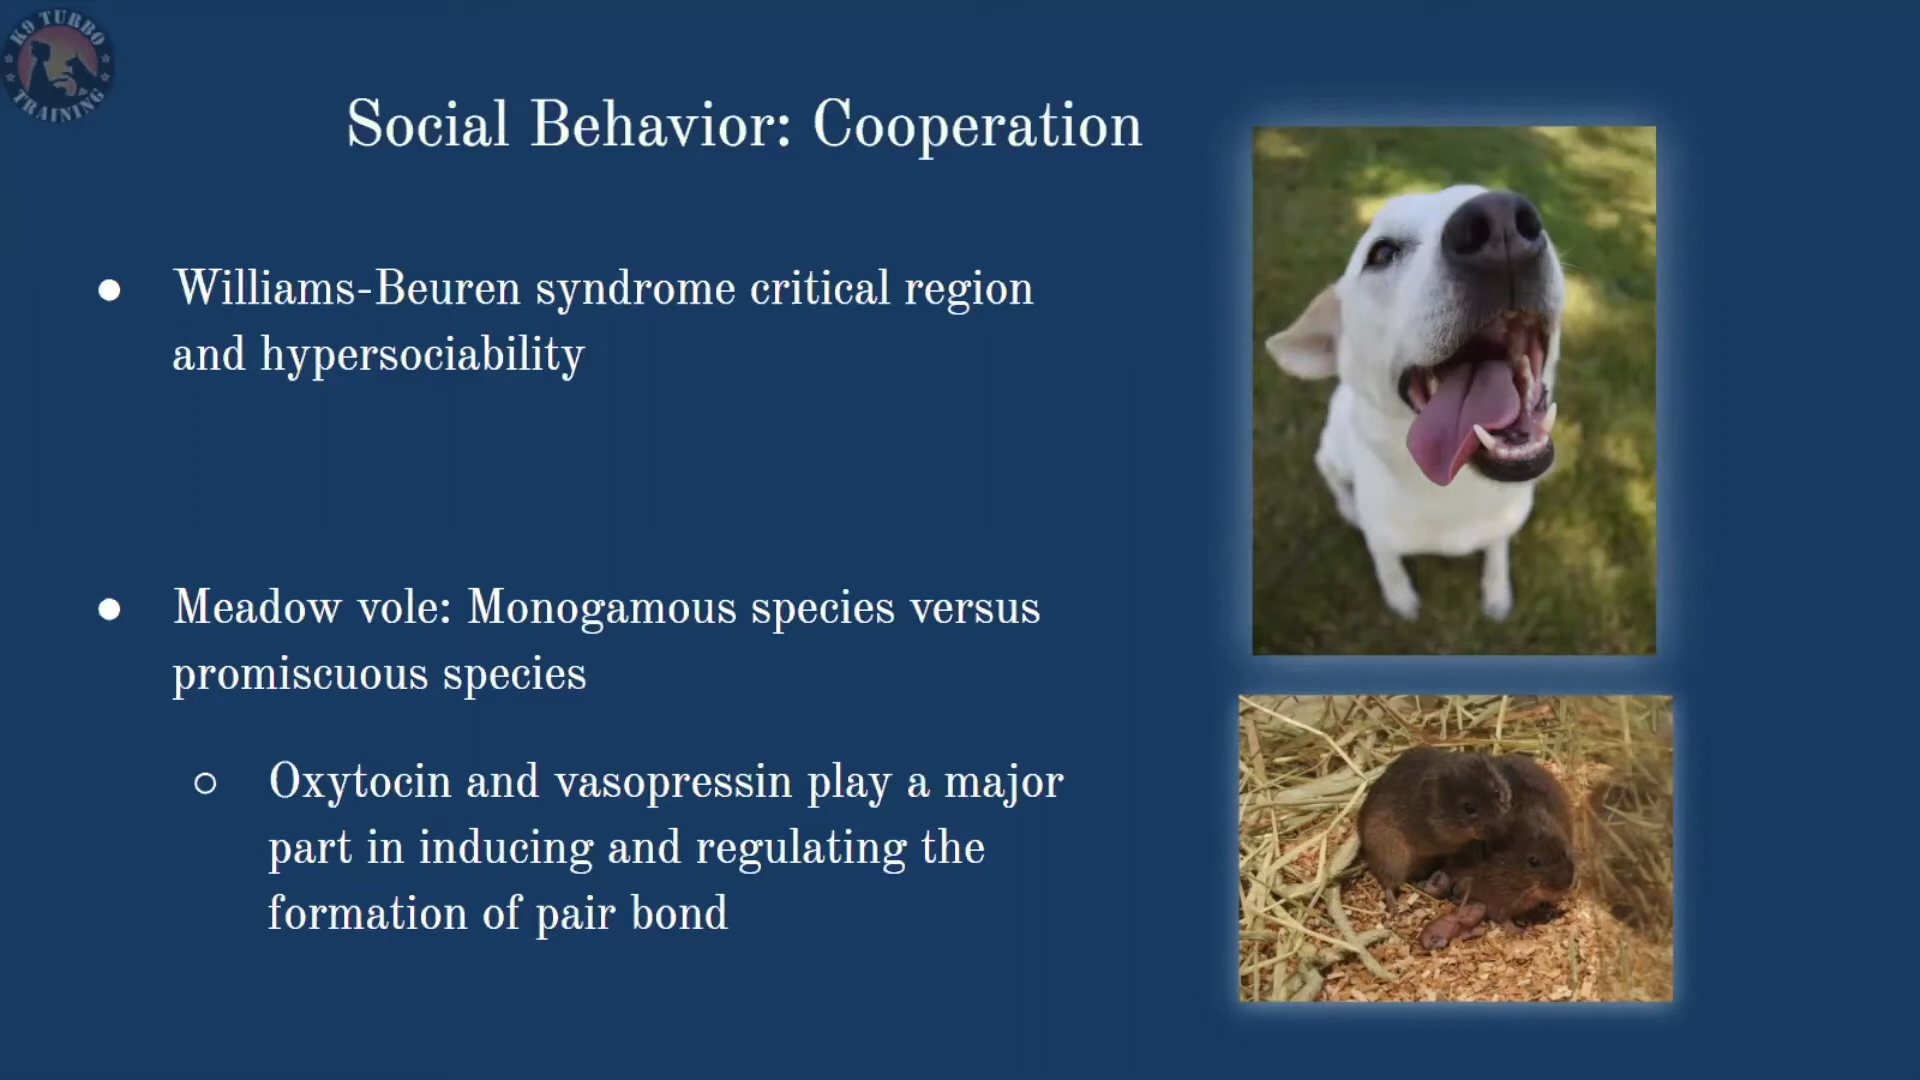 K9 TURBO
TRAINING
Social Behavior: Cooperation
● Williams-Beuren syndrome critical region
and hypersociability
● Meadow vole: Monogamous species versus
promiscuous species
○ Oxytocin and vasopressin play a major
part in inducing and regulating the
formation of pair bond